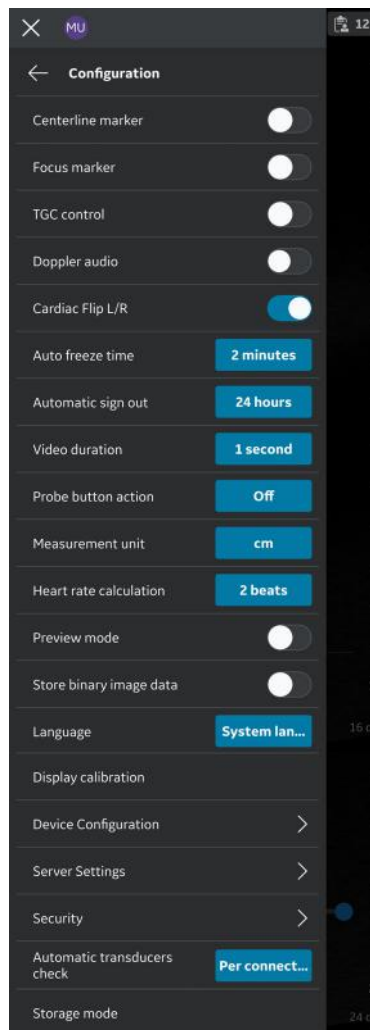 MU
12
Configuration
Centerline marker
Focus marker
TGC control
Doppler audio
Cardiac Flip L/R
Auto freeze time
2 minutes
Automatic sign out
24 hours
Video duration
1 second
Probe button action
Off
Measurement unit
cm
Heart rate calculation
2 beats
Preview mode
Store binary image data
Language
System lan...
16 c
Display calibration
Device Configuration
Server Settings
Security
Automatic transducers
check
Per connect...
Storage mode
24 c